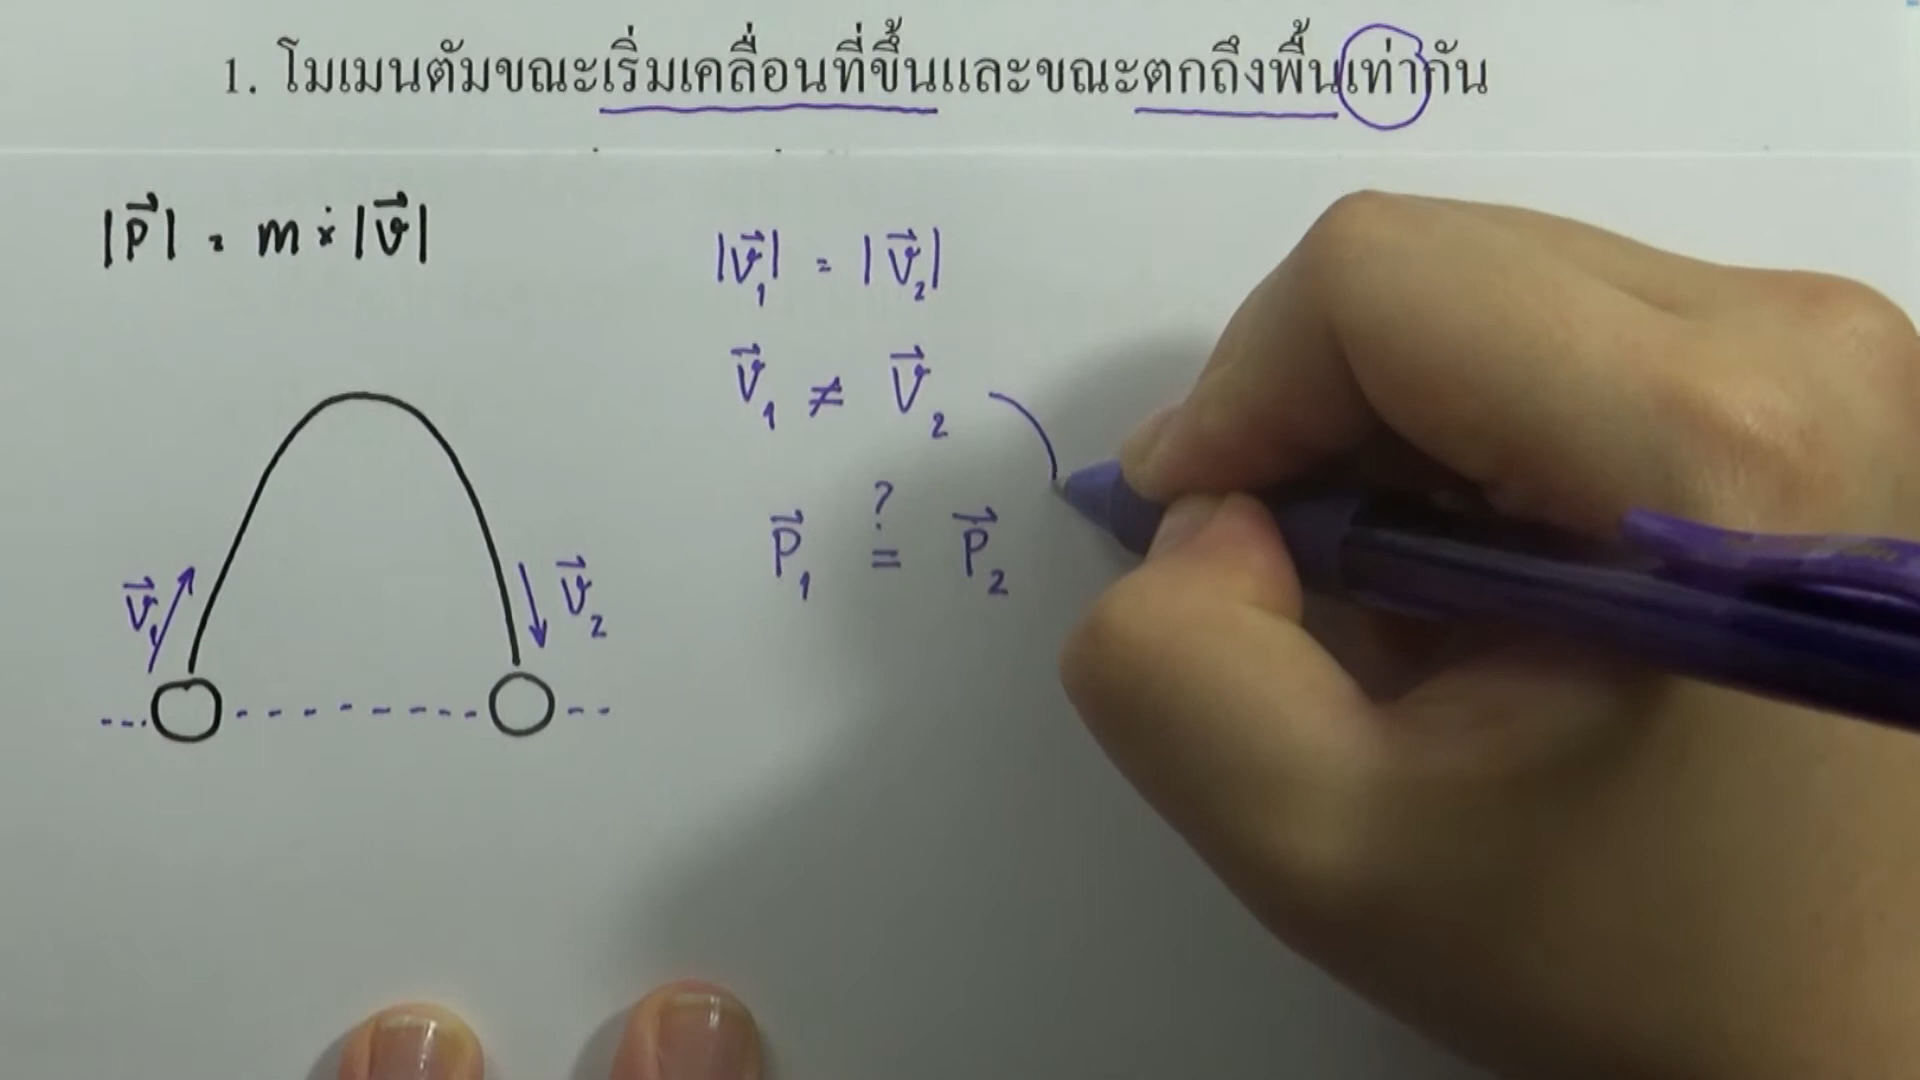 1. โมเมนตัมขณะเริ่มเคลื่อนที่ขึ้นและขณะตกถึงพื้นเท่ากัน
|P⃗| = m × |v⃗|
|v⃗₁| = |v⃗₂|
v⃗₁ ≠ v⃗₂
?
P⃗₁ = P⃗₂
v⃗₁
v⃗₂